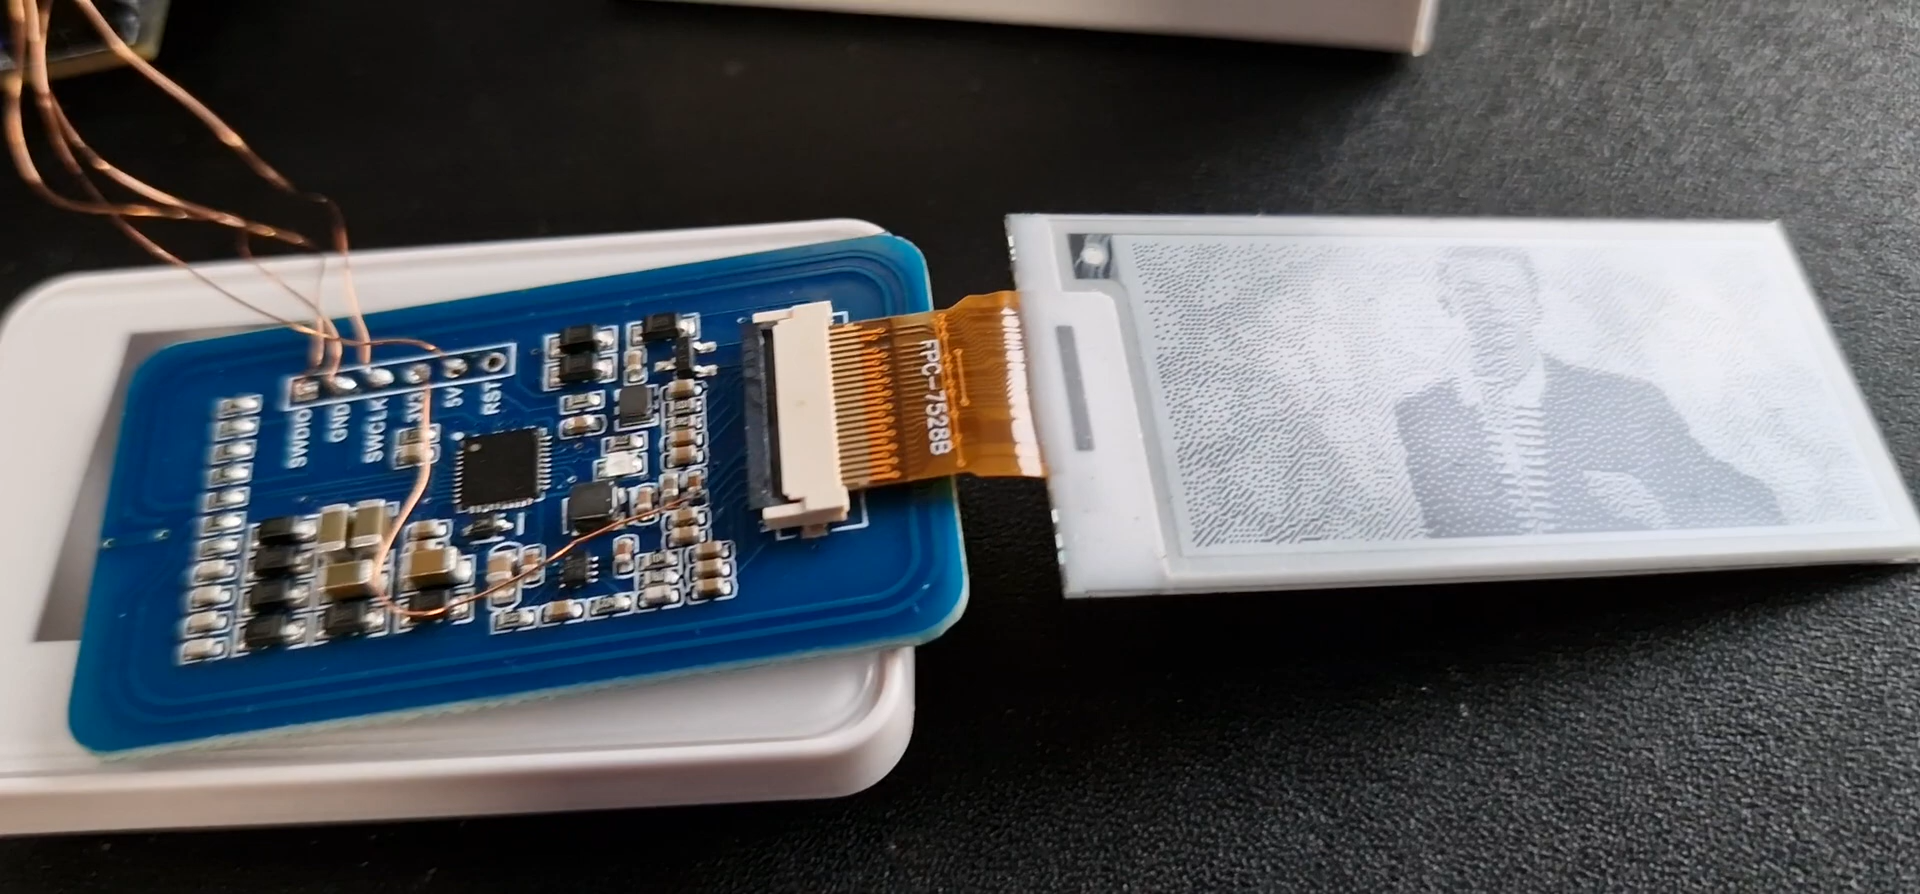 SWDIO
GND
SWCLK
3V3
5V
RST
FPC-7528B